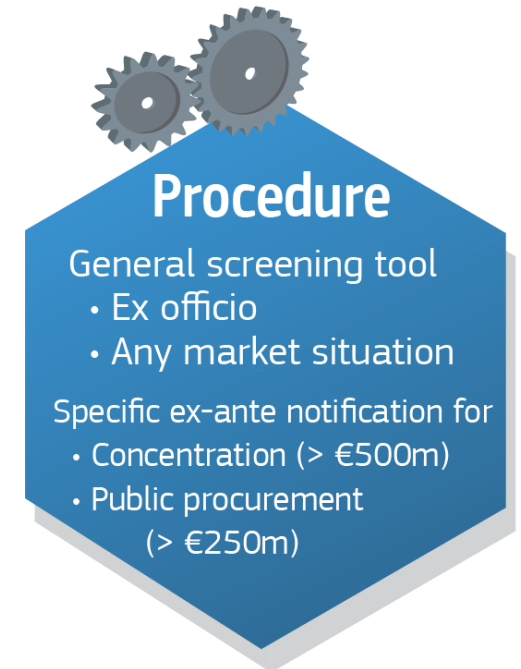 Procedure
General screening tool
• Ex officio
• Any market situation
Specific ex-ante notification for
• Concentration (> €500m)
• Public procurement
(> €250m)